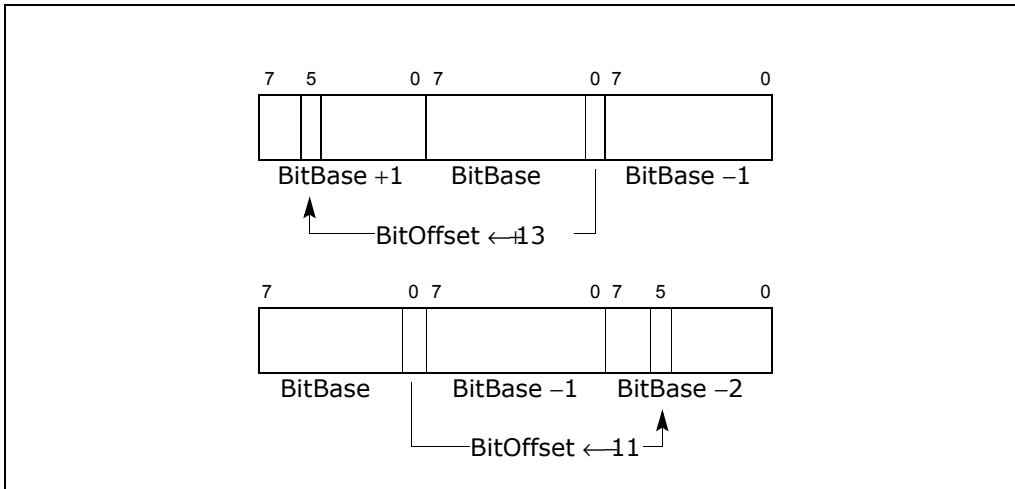 7 5 0 7 0 7 0
BitBase +1 BitBase BitBase −1
BitOffset ←+13
7 0 7 0 7 5 0
BitBase BitBase −1 BitBase −2
BitOffset ←−11